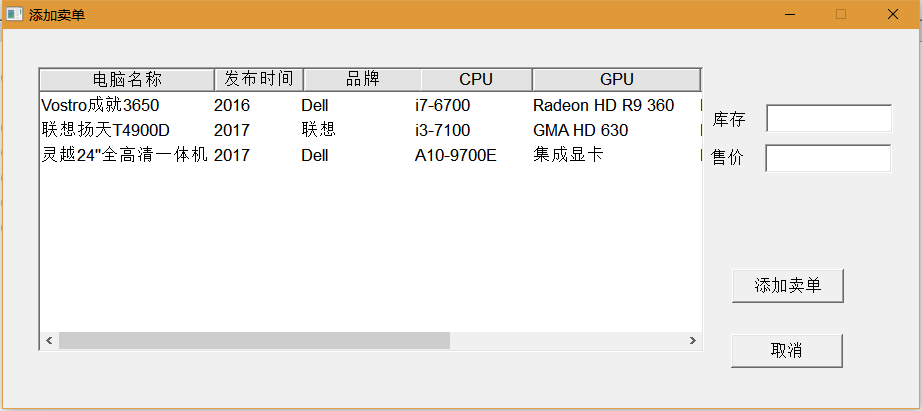 添加卖单
电脑名称 发布时间 品牌 CPU GPU
Vostro成就3650 2016 Dell i7-6700 Radeon HD R9 360
联想扬天T4900D 2017 联想 i3-7100 GMA HD 630
灵越24"全高清一体机 2017 Dell A10-9700E 集成显卡
库存
售价
添加卖单
取消